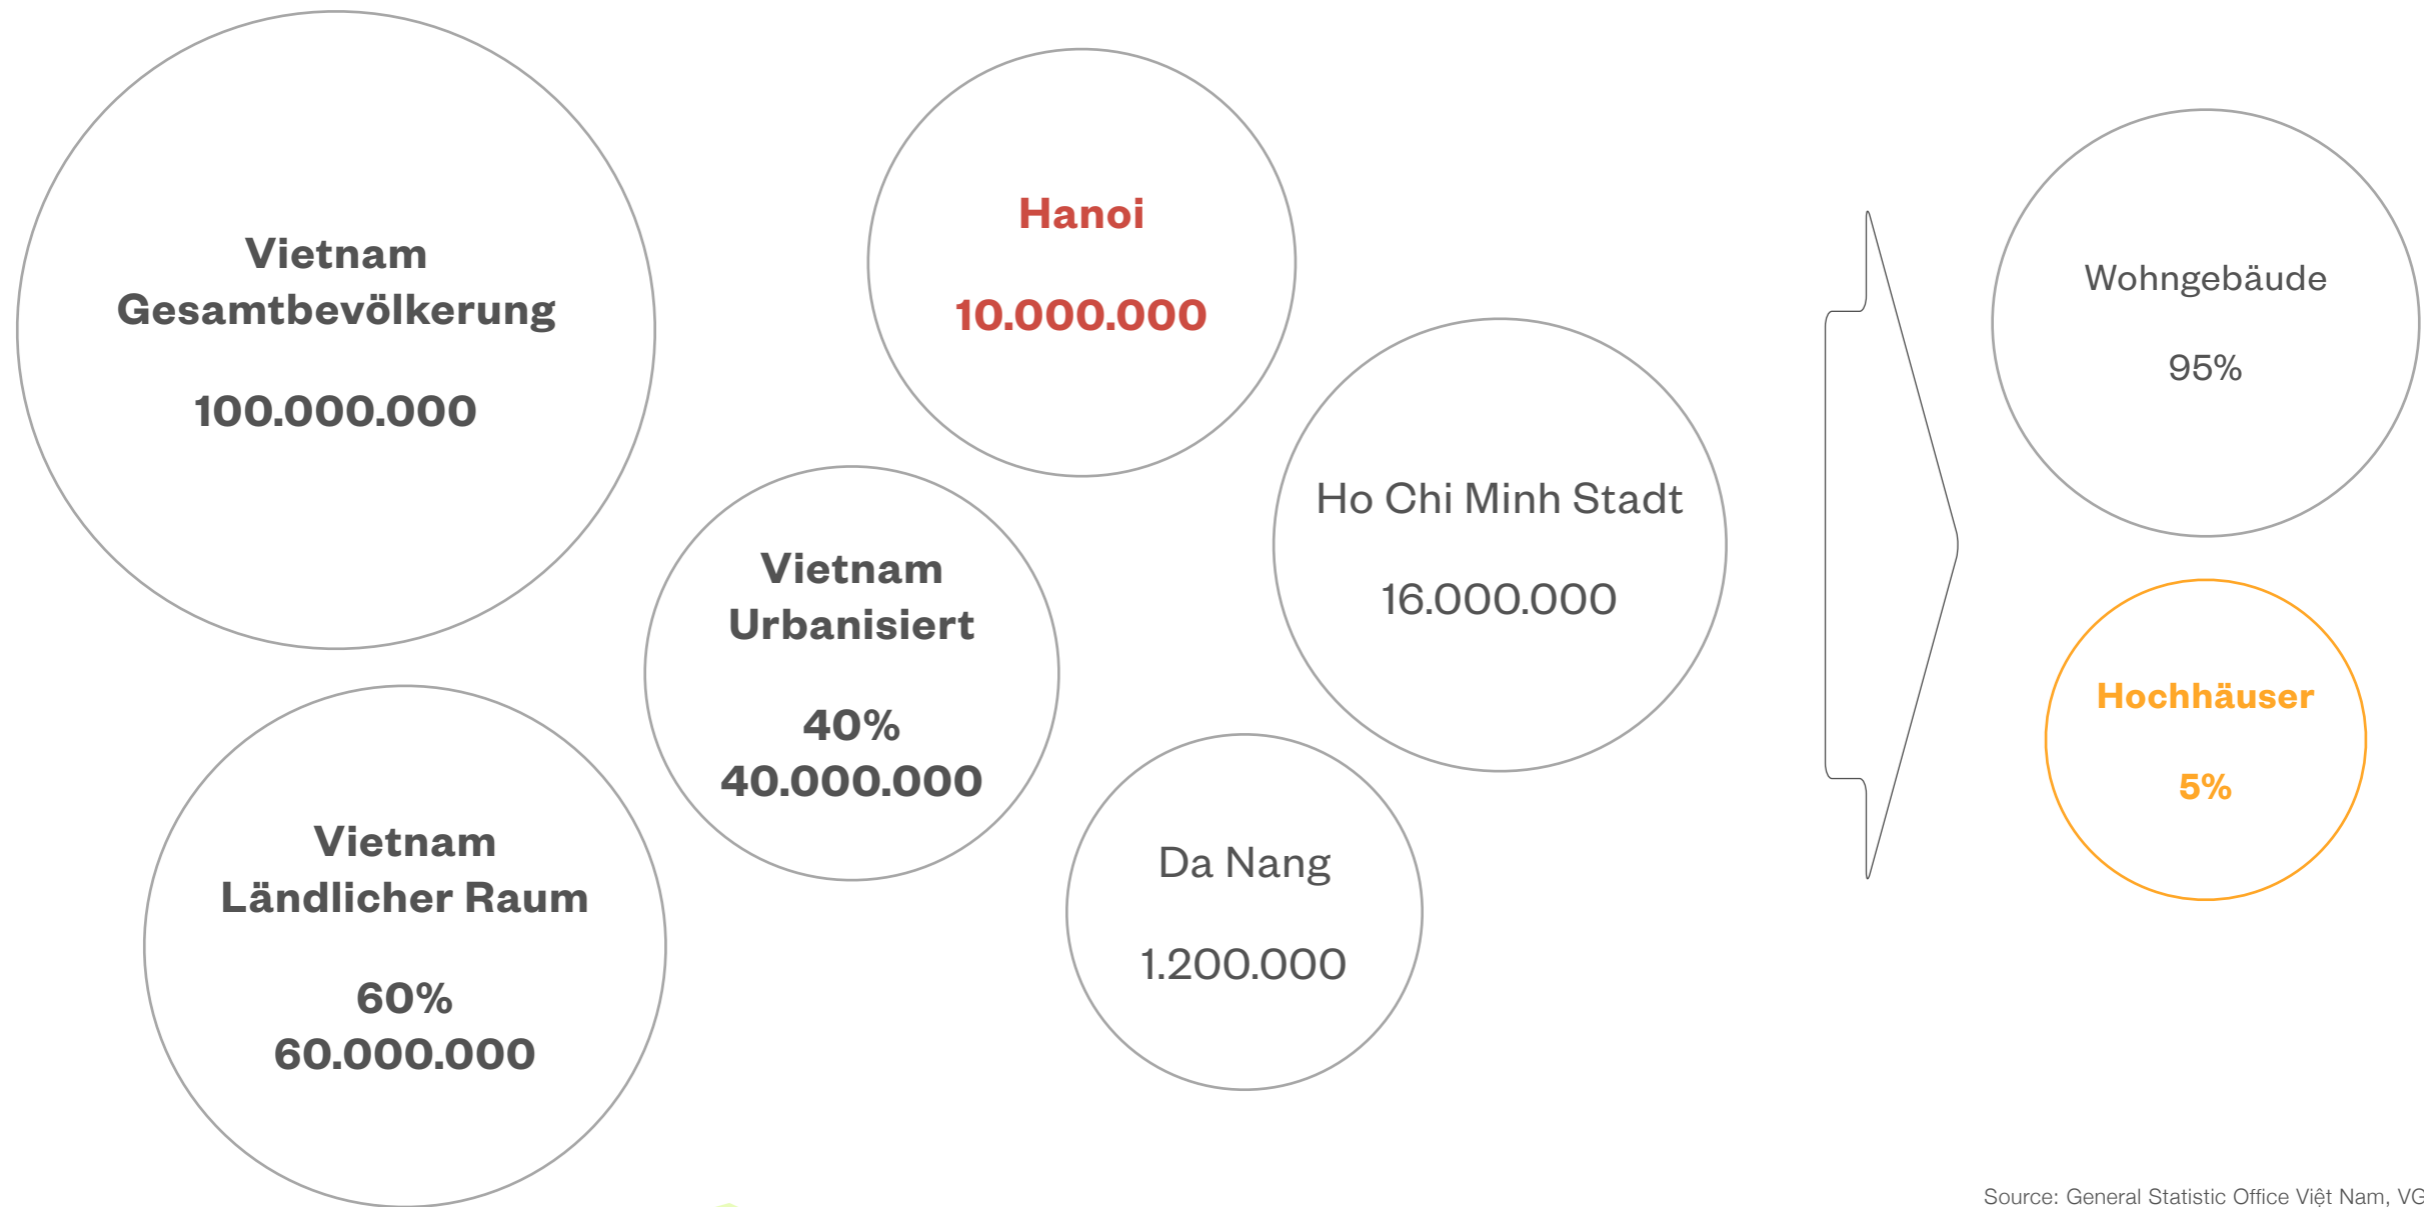 Vietnam
Gesamtbevölkerung
100.000.000
Hanoi
10.000.000
Ho Chi Minh Stadt
16.000.000
Vietnam
Urbanisiert
40%
40.000.000
Vietnam
Ländlicher Raum
60%
60.000.000
Da Nang
1.200.000
Wohngebäude
95%
Hochhäuser
5%
Source: General Statistic Office Việt Nam, VG